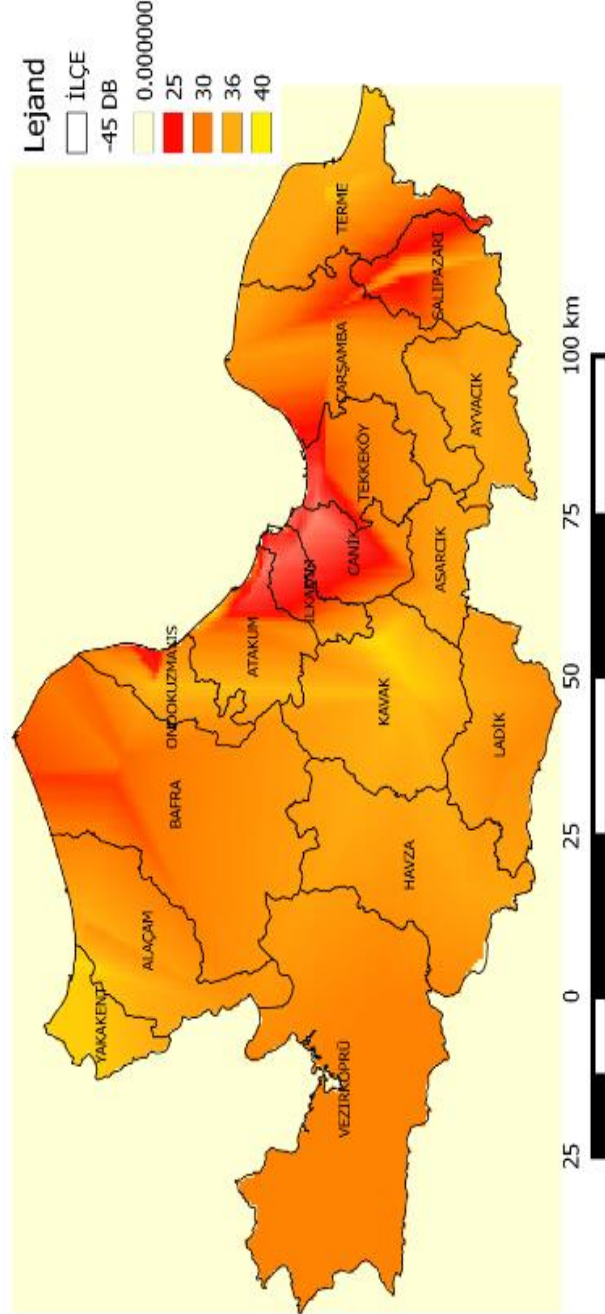 Lejand
İLÇE
-45 DB
0.000000
25
30
36
40
YAKAKENT
ALAÇAM
BAFRA
ONDOKUZMAYIS
ATAKUM
İLKADIM
CANİK
TEKKEKÖY
ÇARŞAMBA
TERME
SALIPAZARI
AYVACIK
ASARCIK
KAVAK
LADİK
HAVZA
VEZİRKÖPRÜ
25
0
25
50
75
100 km